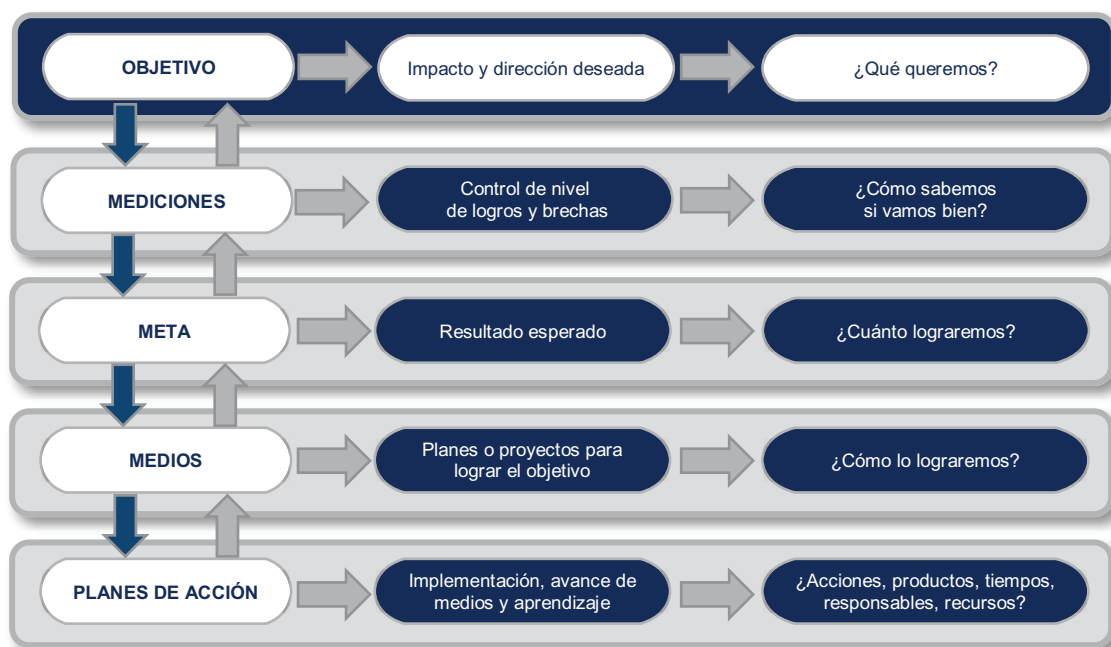 OBJETIVO
Impacto y dirección deseada
¿Qué queremos?
MEDICIONES
Control de nivel
de logros y brechas
¿Cómo sabemos
si vamos bien?
META
Resultado esperado
¿Cuánto lograremos?
MEDIOS
Planes o proyectos para
lograr el objetivo
¿Cómo lo lograremos?
PLANES DE ACCIÓN
Implementación, avance de
medios y aprendizaje
¿Acciones, productos, tiempos,
responsables, recursos?